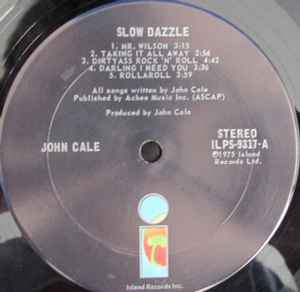 SLOW DAZZLE
1. MR. WILSON 3:15
2. TAKING IT ALL AWAY 2:56
3. DIRTYASS ROCK 'N' ROLL 4:42
4. DARLING I NEED YOU 3:36
5. ROLLAROLL 3:59
All songs written by John Cale
Published by Achea Music Inc. (ASCAP)
Produced by John Cale
JOHN CALE
STEREO
ILPS-9317-A
©1975 Island
Records Ltd.
i
Island Records Inc.